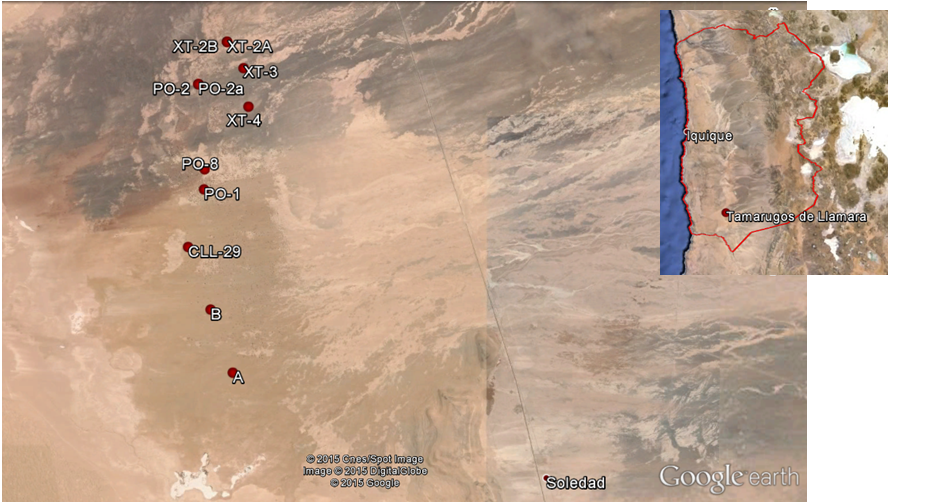 XT-2B XT-2A
XT-3
PO-2 PO-2a
XT-4
PO-8
PO-1
CLL-29
B
A
Soledad
© 2015 Cnes/Spot Image
Image © 2015 DigitalGlobe
© 2015 Google
Google earth
Iquique
Tamarugos de Llamara